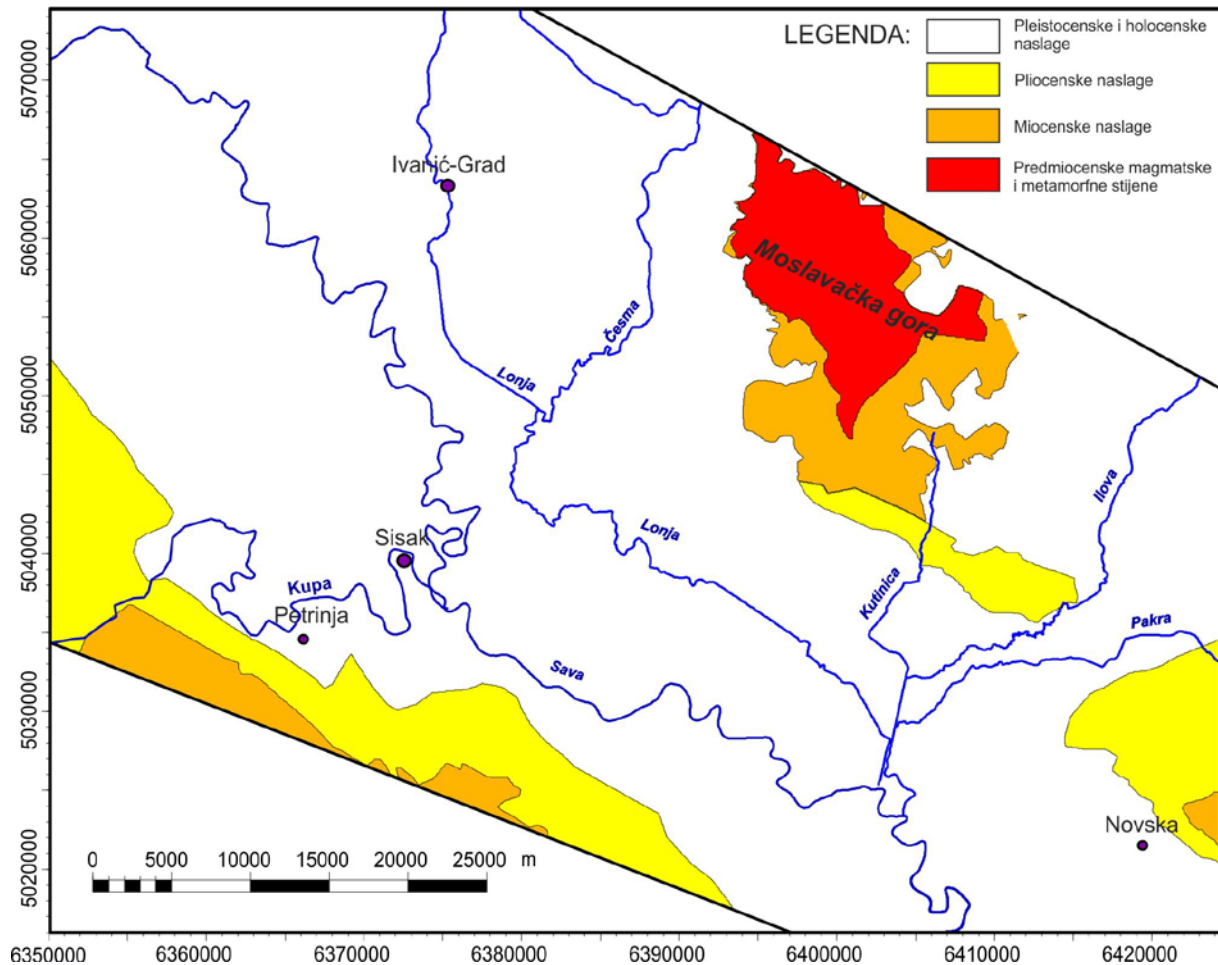 LEGENDA:
Pleistocenske i holocenske
naslage
Pliocenske naslage
Miocenske naslage
Predmiocenske magmatske
i metamorfne stijene
Ivanić-Grad
Moslavačka gora
Česma
Lonja
Ilova
Lonja
Sisak
Kupa
Petrinja
Kutinica
Pakra
Sava
Novska
0 5000 10000 15000 20000 25000 m
5070000
5060000
5050000
5040000
5030000
5020000
6350000 6360000 6370000 6380000 6390000 6400000 6410000 6420000